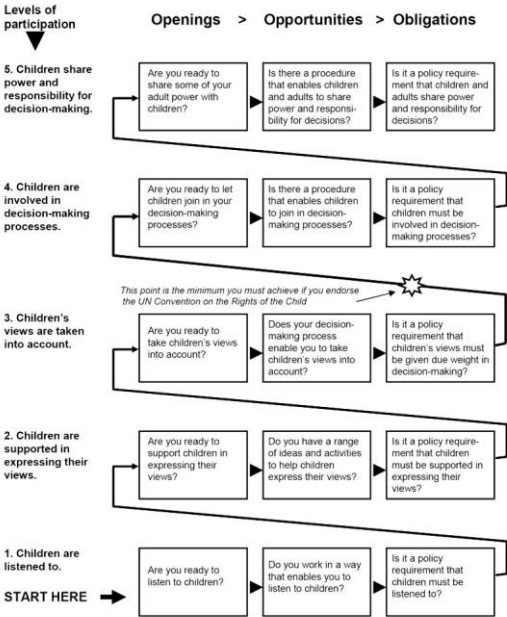 Levels of
participation
Openings > Opportunities > Obligations
5. Children share
power and
responsibility for
decision-making.
Are you ready to
share some of your
adult power with
children?
Is there a procedure
that enables children
and adults to share
power and responsi-
bility for decisions?
Is it a policy require-
ment that children and
adults share power
and responsibility for
decisions?
4. Children are
involved in
decision-making
processes.
Are you ready to let
children join in your
decision-making
processes?
Is there a procedure
that enables children
to join in decision-
making processes?
Is it a policy
requirement that
children must be
involved in decision-
making processes?
This point is the minimum you must achieve if you endorse
the UN Convention on the Rights of the Child
3. Children's
views are taken
into account.
Are you ready to
take children's views
into account?
Does your decision-
making process
enable you to take
children's views into
account?
Is it a policy
requirement that
children's views must
be given due weight in
decision-making?
2. Children are
supported in
expressing their
views.
Are you ready to
support children in
expressing their
views?
Do you have a range
of ideas and activities
to help children
express their views?
Is it a policy require-
ment that children
must be supported in
expressing their
views?
1. Children are
listened to.
START HERE
Are you ready to
listen to children?
Do you work in a way
that enables you to
listen to children?
Is it a policy
requirement that
children must be
listened to?